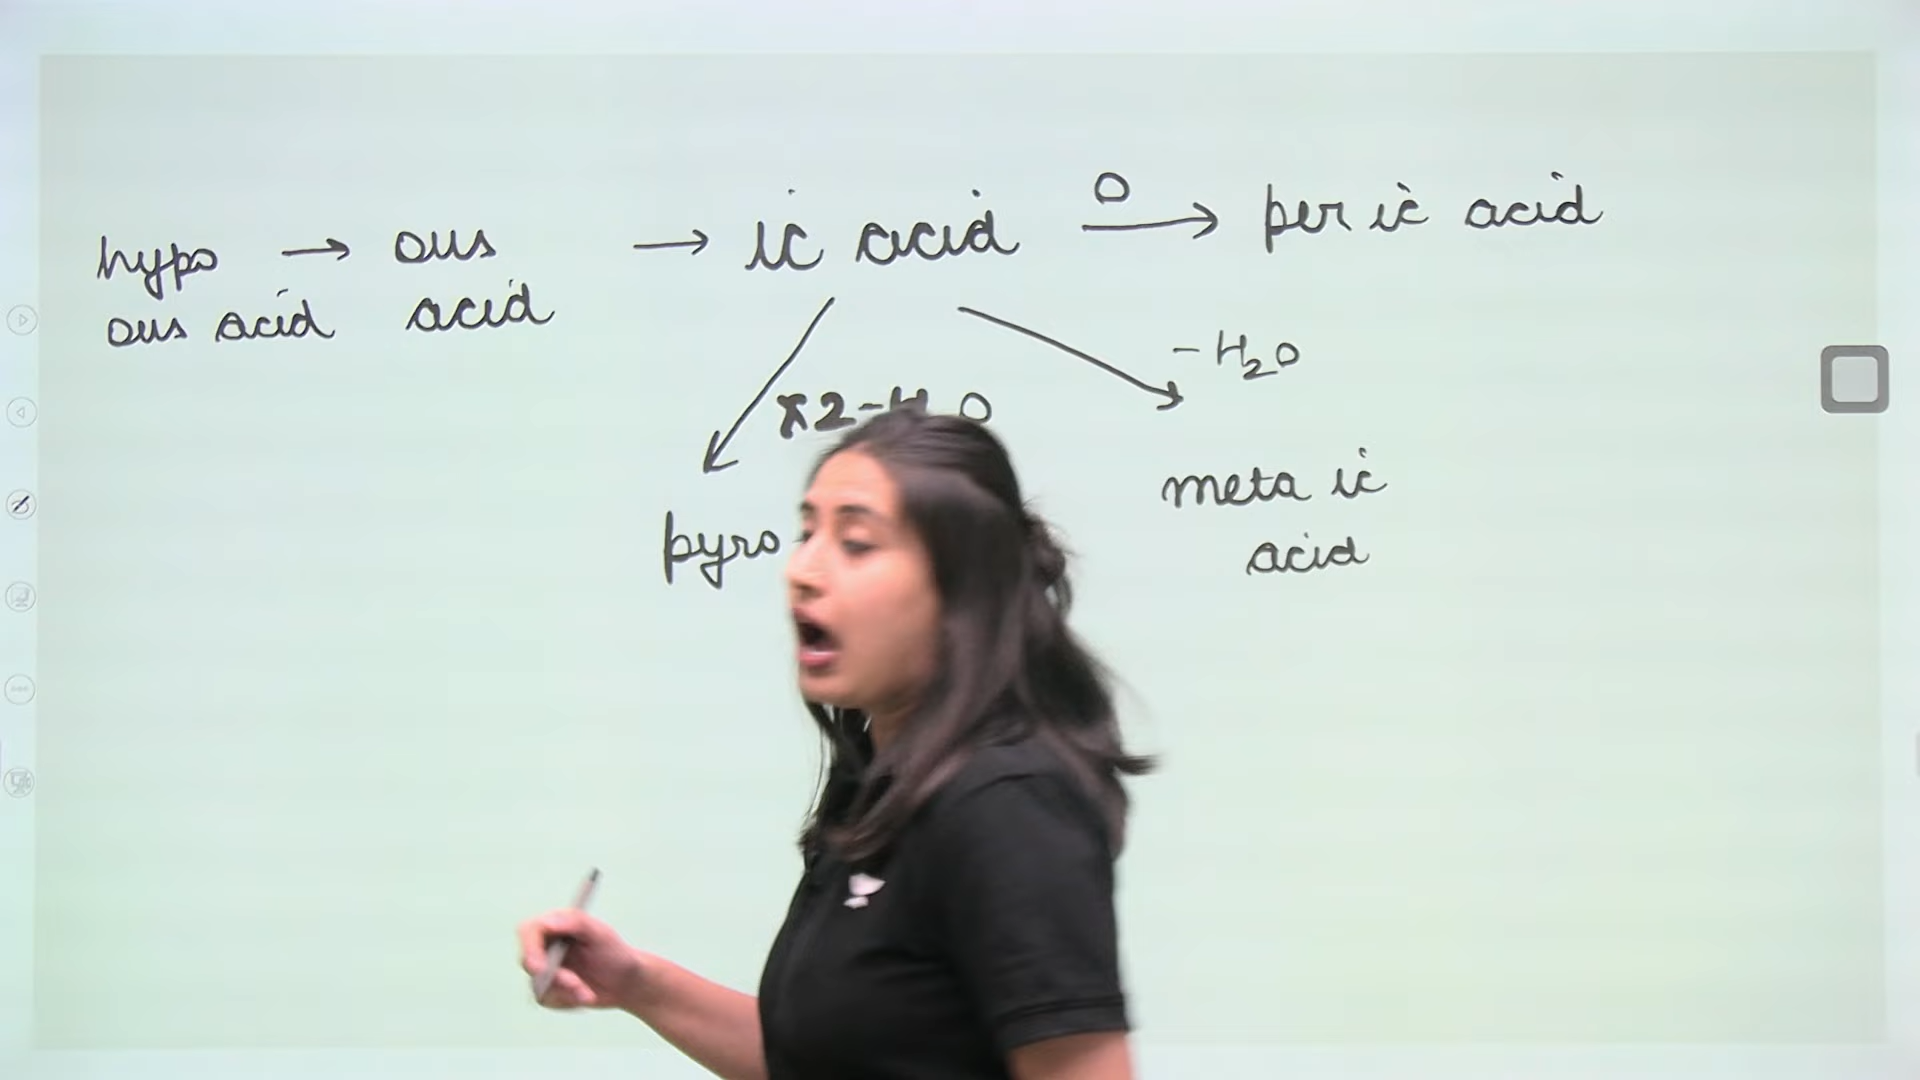 hypo → ous → ic acid O → per ic acid
ous acid acid
-H2O
x2-H O
meta ic
pyro
acid